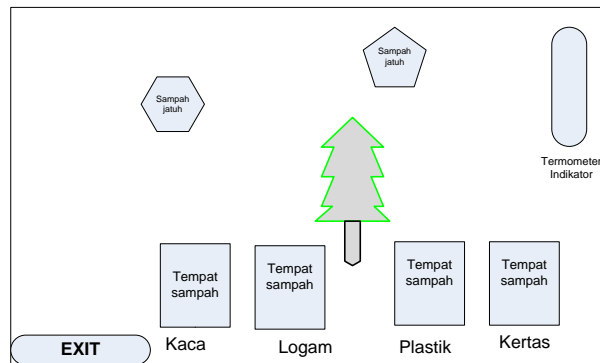 Sampah
jatuh
Sampah
jatuh
Termometer
Indikator
Tempat
sampah
Tempat
sampah
Tempat
sampah
Tempat
sampah
Kaca
Logam
Plastik
Kertas
EXIT